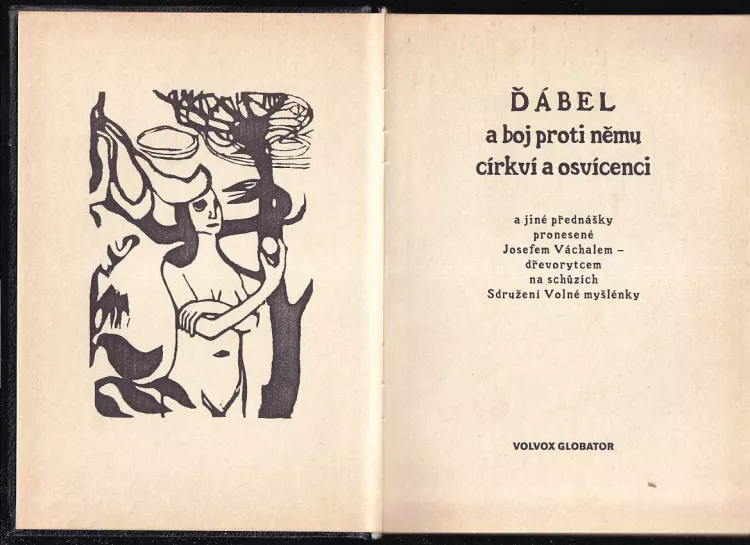 ĎÁBEL
a boj proti němu
církví a osvícenci
a jiné přednášky
pronesené
Josefem Váchalem –
dřevorytcem
na schůzích
Sdružení Volné myšlénky
VOLVOX GLOBATOR